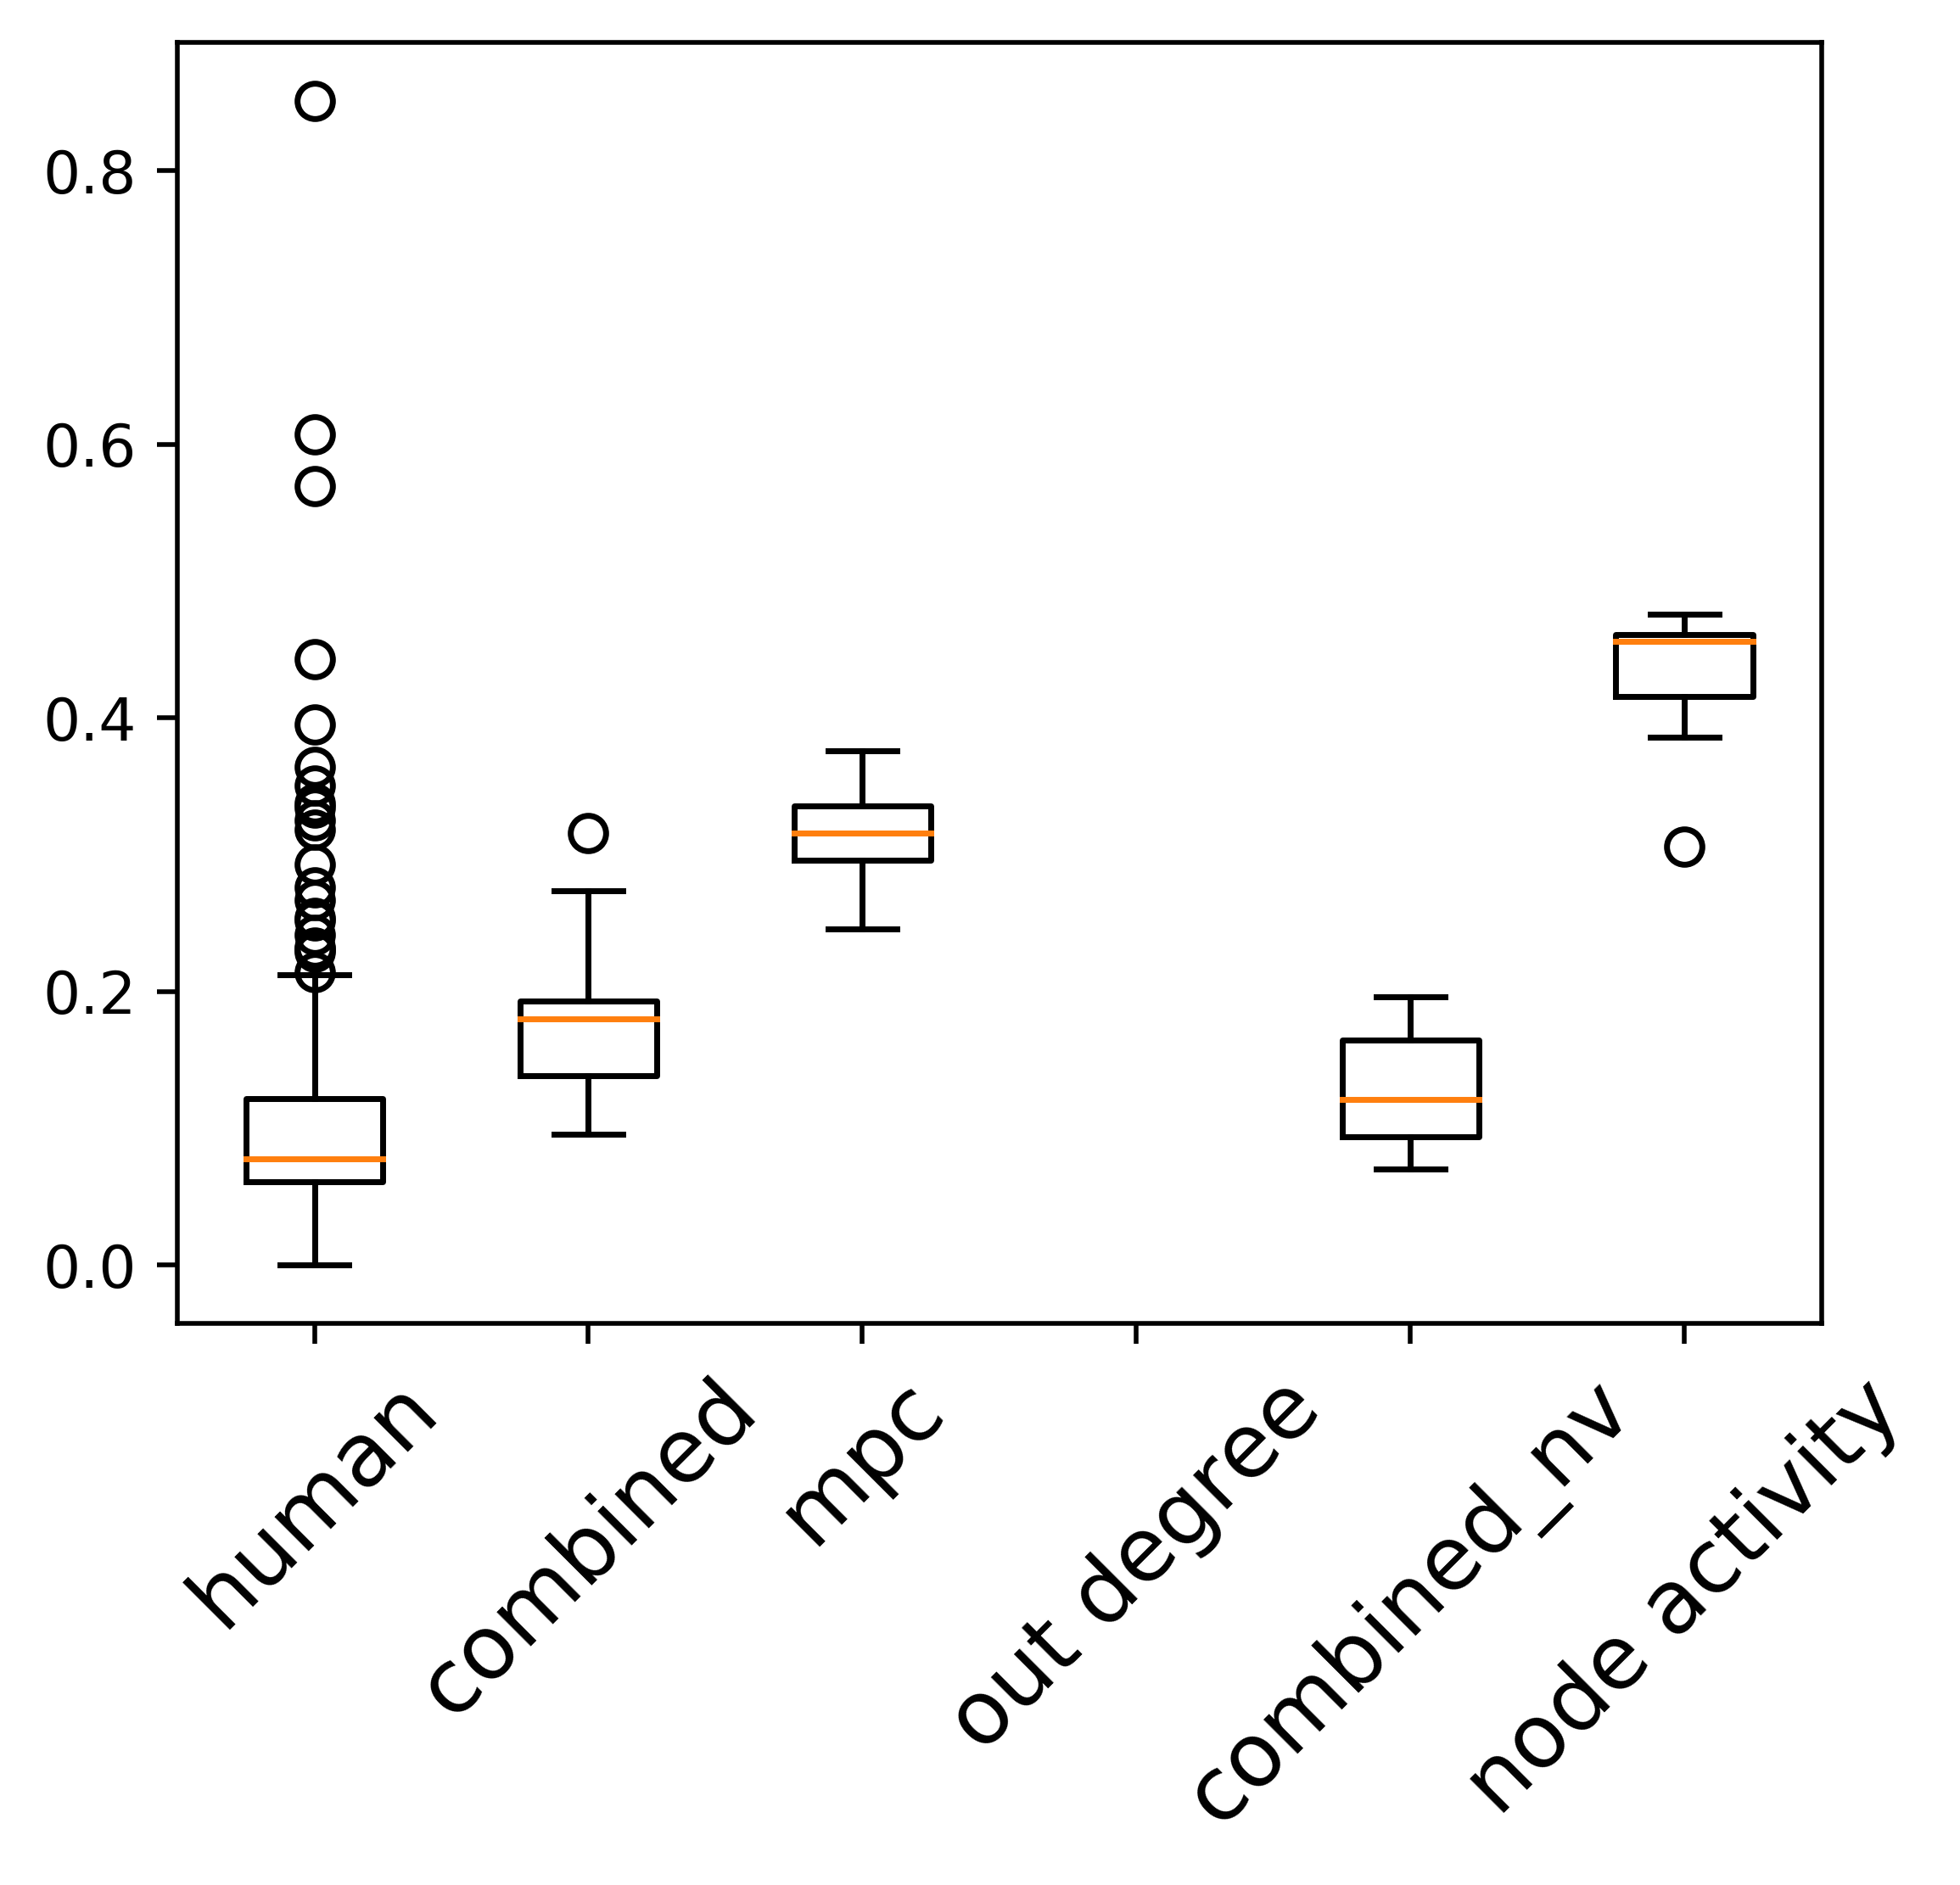 0.8
0.6
0.4
0.2
0.0
human
combined
mpc
out degree
combined_nv
node activity